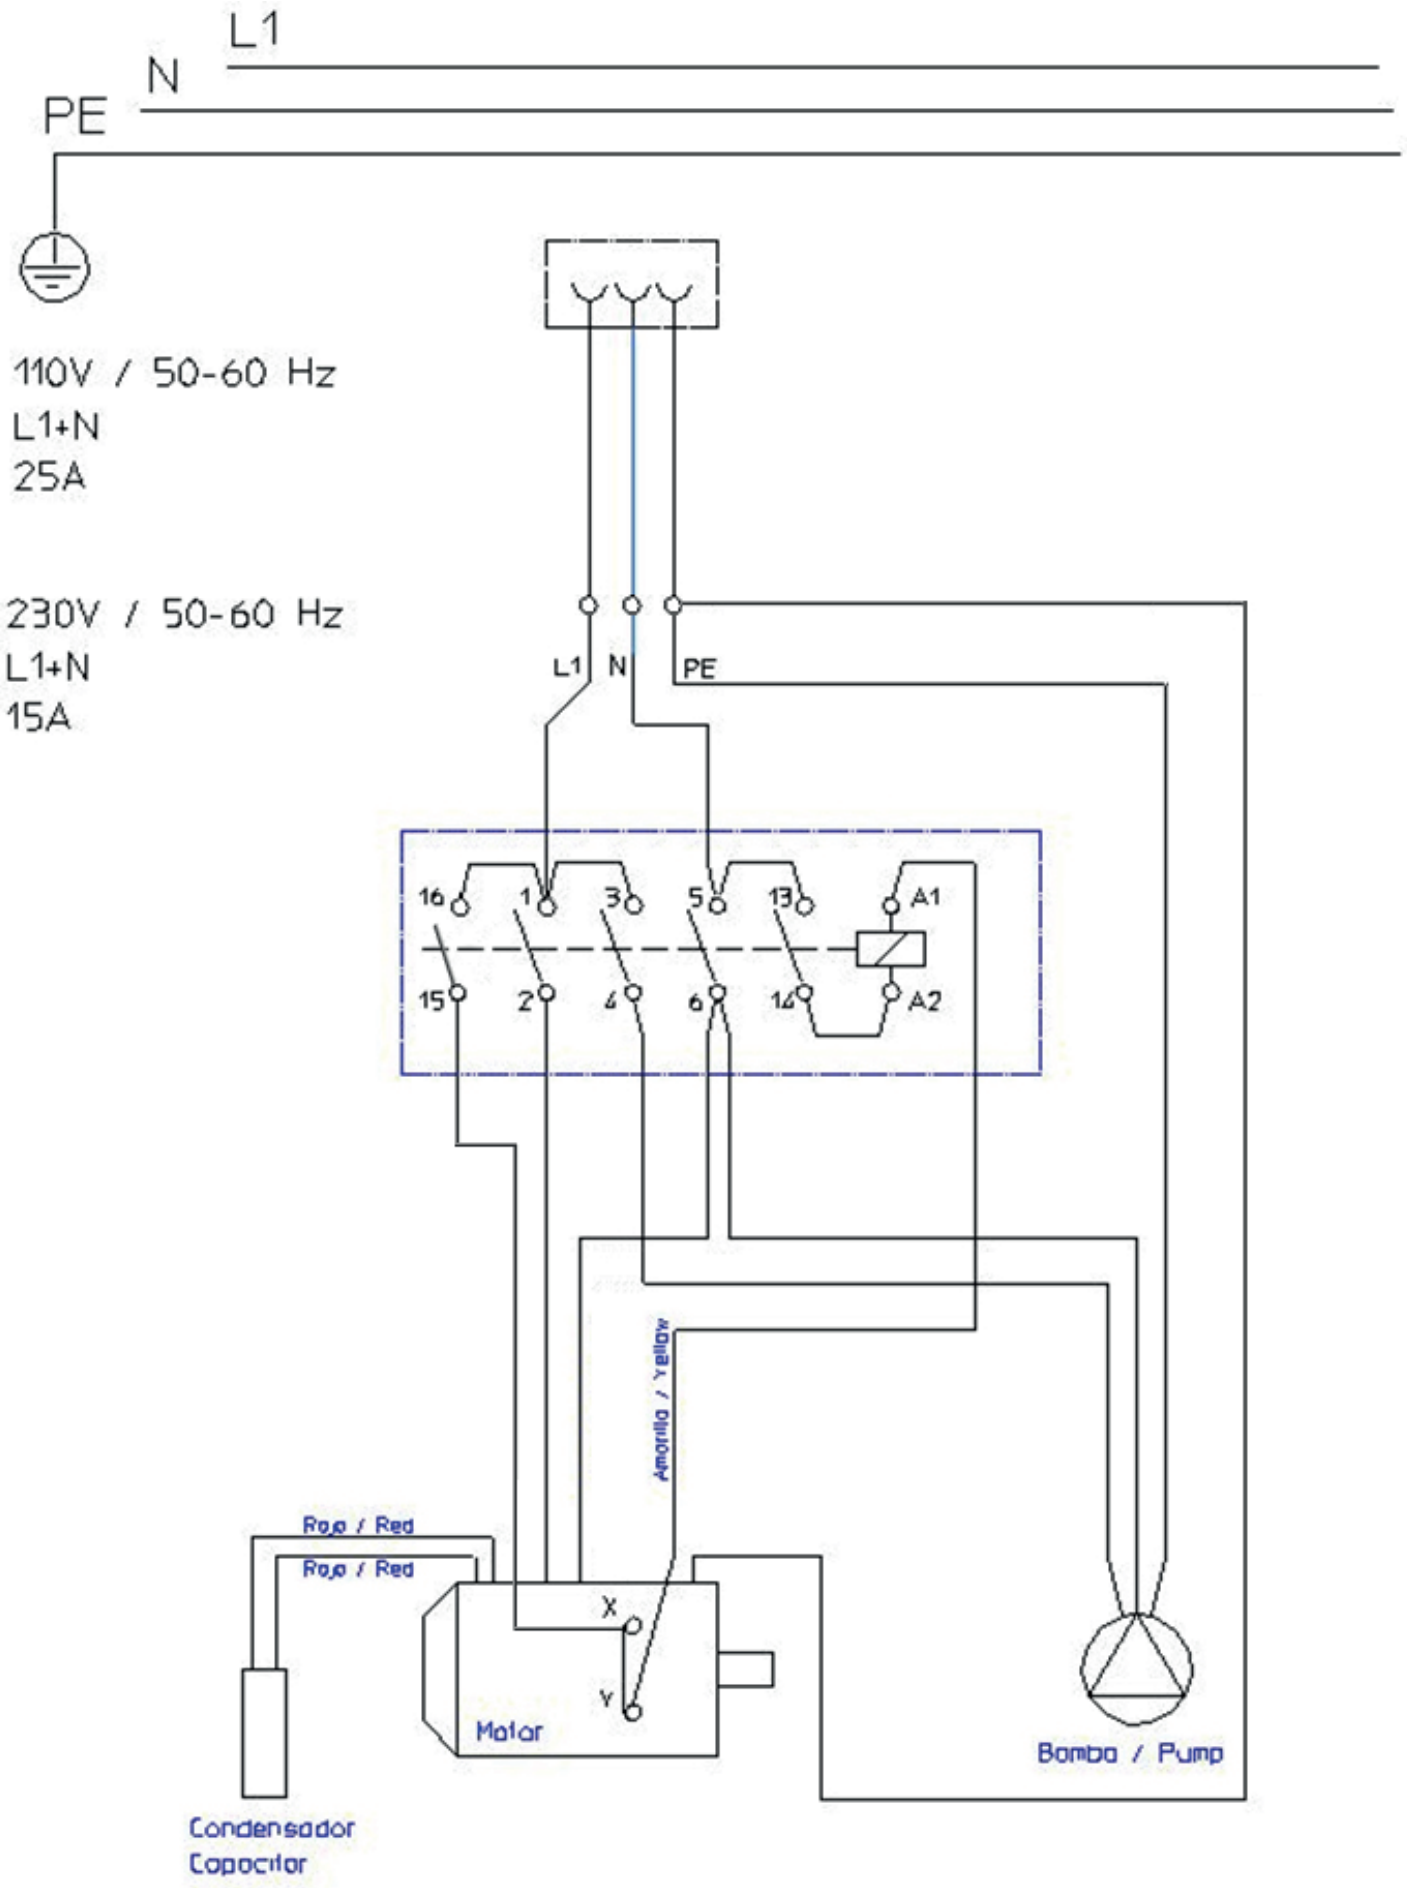 L1
N
PE
110V / 50-60 Hz
L1+N
25A
230V / 50-60 Hz
L1+N
15A
L1 N PE
16 1 3 5 13 A1
15 2 4 6 14 A2
Amarillo / Yellow
Rojo / Red
Rojo / Red
X
Y
Motor
Bomba / Pump
Condensador
Capacitor